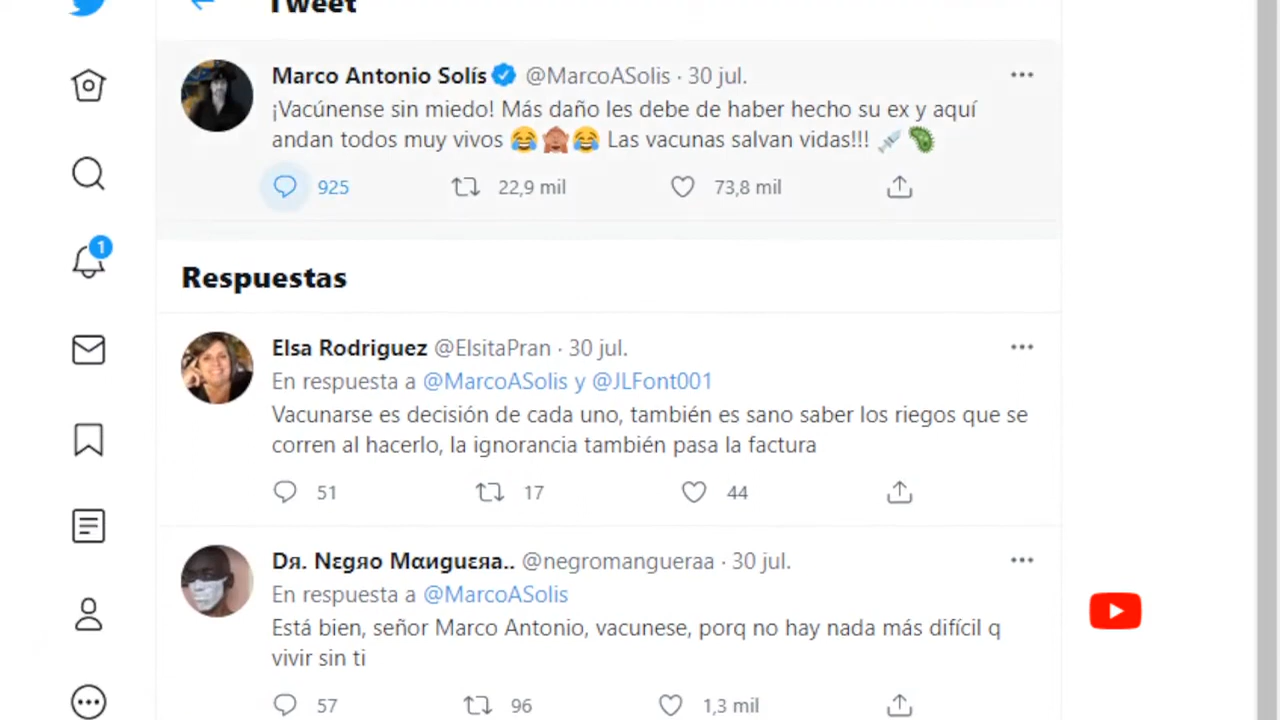 Tweet
Marco Antonio Solís @MarcoASolis · 30 jul.
¡Vacúnense sin miedo! Más daño les debe de haber hecho su ex y aquí
andan todos muy vivos 😂🙈😂 Las vacunas salvan vidas!!! 💉🦠
925 22,9 mil 73,8 mil
1
Respuestas
Elsa Rodriguez @ElsitaPran · 30 jul.
En respuesta a @MarcoASolis y @JLFont001
Vacunarse es decisión de cada uno, también es sano saber los riegos que se
corren al hacerlo, la ignorancia también pasa la factura
51 17 44
Dя. Nεgяo Mαиguεяa.. @negromangueraa · 30 jul.
En respuesta a @MarcoASolis
Está bien, señor Marco Antonio, vacunese, porq no hay nada más difícil q
vivir sin ti
57 96 1,3 mil